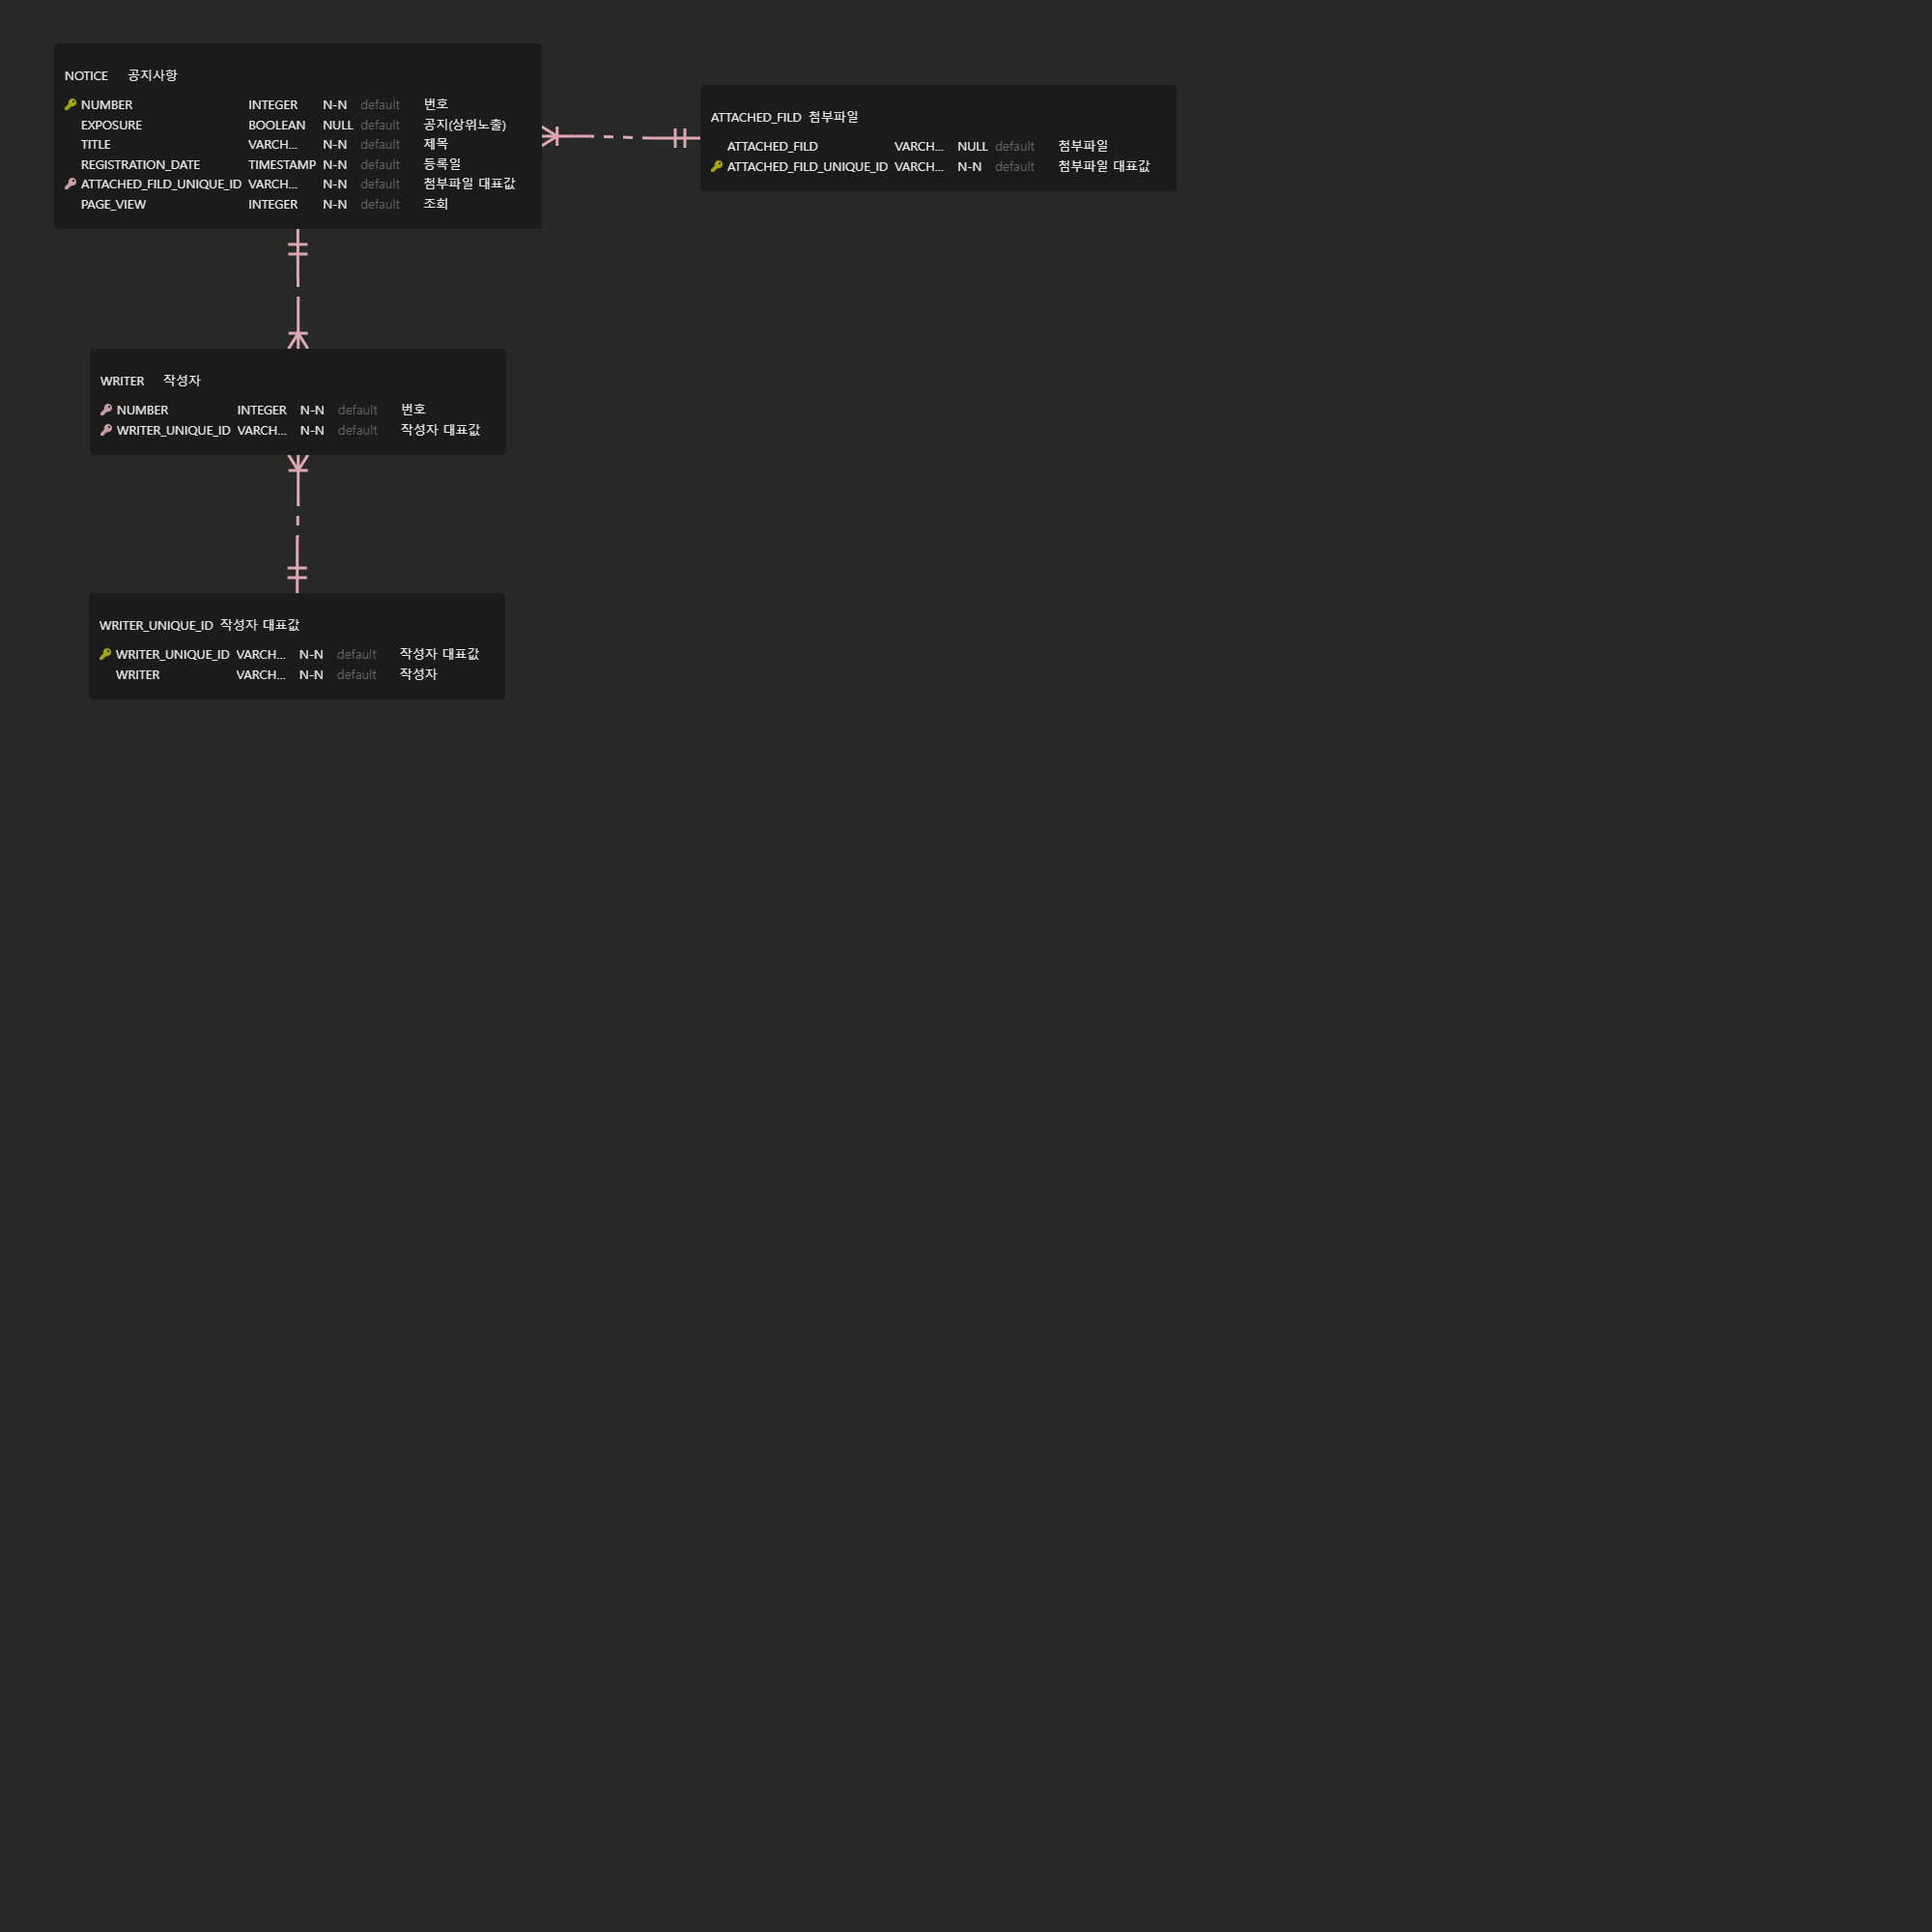 NOTICE 공지사항
NUMBER INTEGER N-N default 번호
EXPOSURE BOOLEAN NULL default 공지(상위노출)
TITLE VARCH... N-N default 제목
REGISTRATION_DATE TIMESTAMP N-N default 등록일
ATTACHED_FILD_UNIQUE_ID VARCH... N-N default 첨부파일 대표값
PAGE_VIEW INTEGER N-N default 조회
ATTACHED_FILD 첨부파일
ATTACHED_FILD VARCH... NULL default 첨부파일
ATTACHED_FILD_UNIQUE_ID VARCH... N-N default 첨부파일 대표값
WRITER 작성자
NUMBER INTEGER N-N default 번호
WRITER_UNIQUE_ID VARCH... N-N default 작성자 대표값
WRITER_UNIQUE_ID 작성자 대표값
WRITER_UNIQUE_ID VARCH... N-N default 작성자 대표값
WRITER VARCH... N-N default 작성자